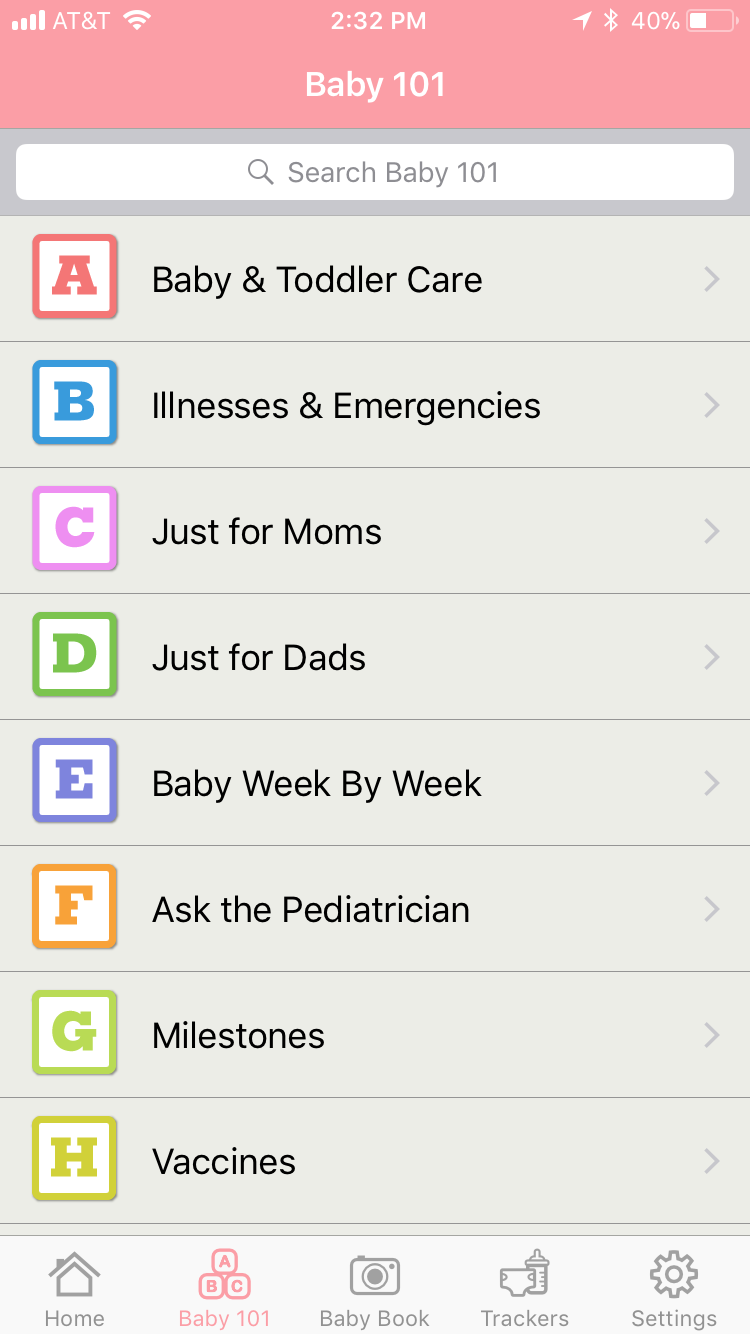 AT&T 2:32 PM 40%
Baby 101
Search Baby 101
A Baby & Toddler Care
B Illnesses & Emergencies
C Just for Moms
D Just for Dads
E Baby Week By Week
F Ask the Pediatrician
G Milestones
H Vaccines
A
B C
Home Baby 101 Baby Book Trackers Settings